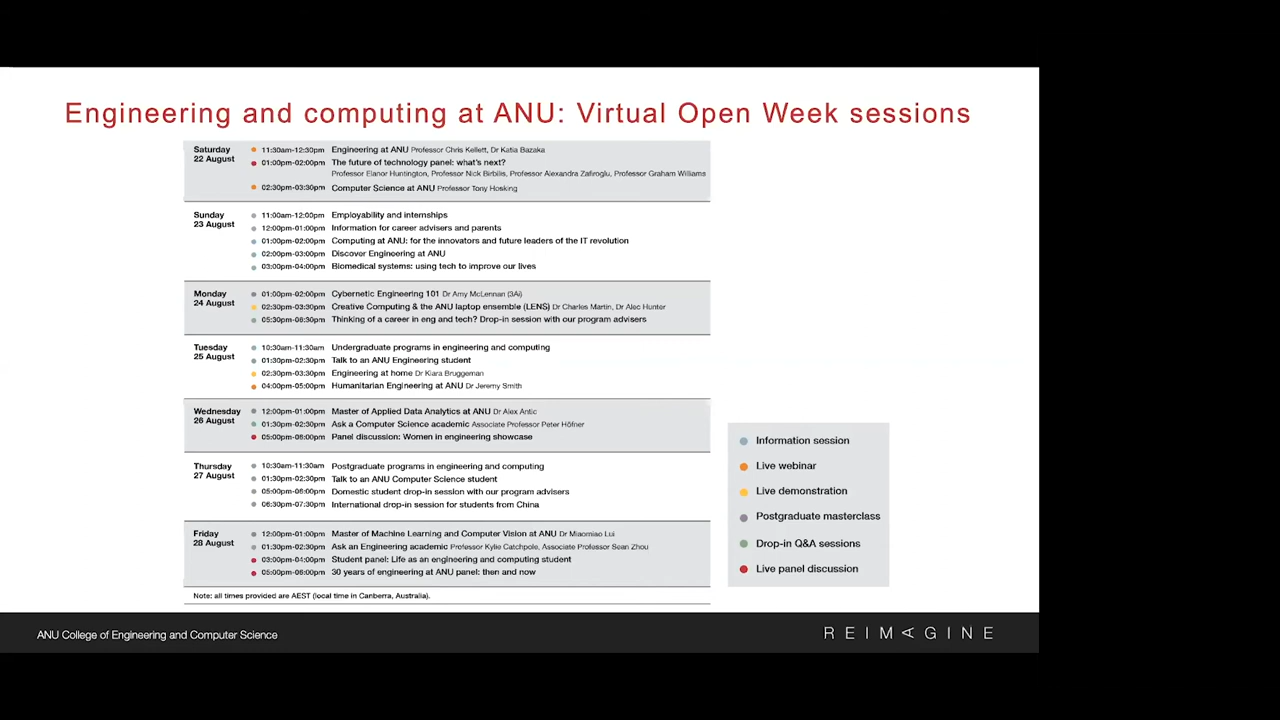 Engineering and computing at ANU: Virtual Open Week sessions
Saturday
22 August
11:30am-12:30pm Engineering at ANU Professor Chris Kellett, Dr Katia Bazaka
01:00pm-02:00pm The future of technology panel: what's next?
Professor Elanor Huntington, Professor Nick Birbilis, Professor Alexandra Zafiroglu, Professor Graham Williams
02:30pm-03:30pm Computer Science at ANU Professor Tony Hosking
Sunday
23 August
11:00am-12:00pm Employability and internships
12:00pm-01:00pm Information for career advisers and parents
01:00pm-02:00pm Computing at ANU: for the innovators and future leaders of the IT revolution
02:00pm-03:00pm Discover Engineering at ANU
03:00pm-04:00pm Biomedical systems: using tech to improve our lives
Monday
24 August
01:00pm-02:00pm Cybernetic Engineering 101 Dr Amy McLennan (3Ai)
02:30pm-03:30pm Creative Computing & the ANU laptop ensemble (LENS) Dr Charles Martin, Dr Alec Hunter
05:30pm-08:30pm Thinking of a career in eng and tech? Drop-in session with our program advisers
Tuesday
25 August
10:30am-11:30am Undergraduate programs in engineering and computing
01:30pm-02:30pm Talk to an ANU Engineering student
02:30pm-03:30pm Engineering at home Dr Kiara Bruggeman
04:00pm-05:00pm Humanitarian Engineering at ANU Dr Jeremy Smith
Wednesday
26 August
12:00pm-01:00pm Master of Applied Data Analytics at ANU Dr Alex Antic
01:30pm-02:30pm Ask a Computer Science academic Associate Professor Peter Höfner
05:00pm-06:00pm Panel discussion: Women in engineering showcase
Thursday
27 August
10:30am-11:30am Postgraduate programs in engineering and computing
01:30pm-02:30pm Talk to an ANU Computer Science student
05:00pm-06:00pm Domestic student drop-in session with our program advisers
06:30pm-07:30pm International drop-in session for students from China
Friday
28 August
12:00pm-01:00pm Master of Machine Learning and Computer Vision at ANU Dr Miaomiao Lui
01:30pm-02:30pm Ask an Engineering academic Professor Kylie Catchpole, Associate Professor Sean Zhou
03:00pm-04:00pm Student panel: Life as an engineering and computing student
05:00pm-06:00pm 30 years of engineering at ANU panel: then and now
Note: all times provided are AEST (local time in Canberra, Australia).
Information session
Live webinar
Live demonstration
Postgraduate masterclass
Drop-in Q&A sessions
Live panel discussion
ANU College of Engineering and Computer Science
REIMAGINE